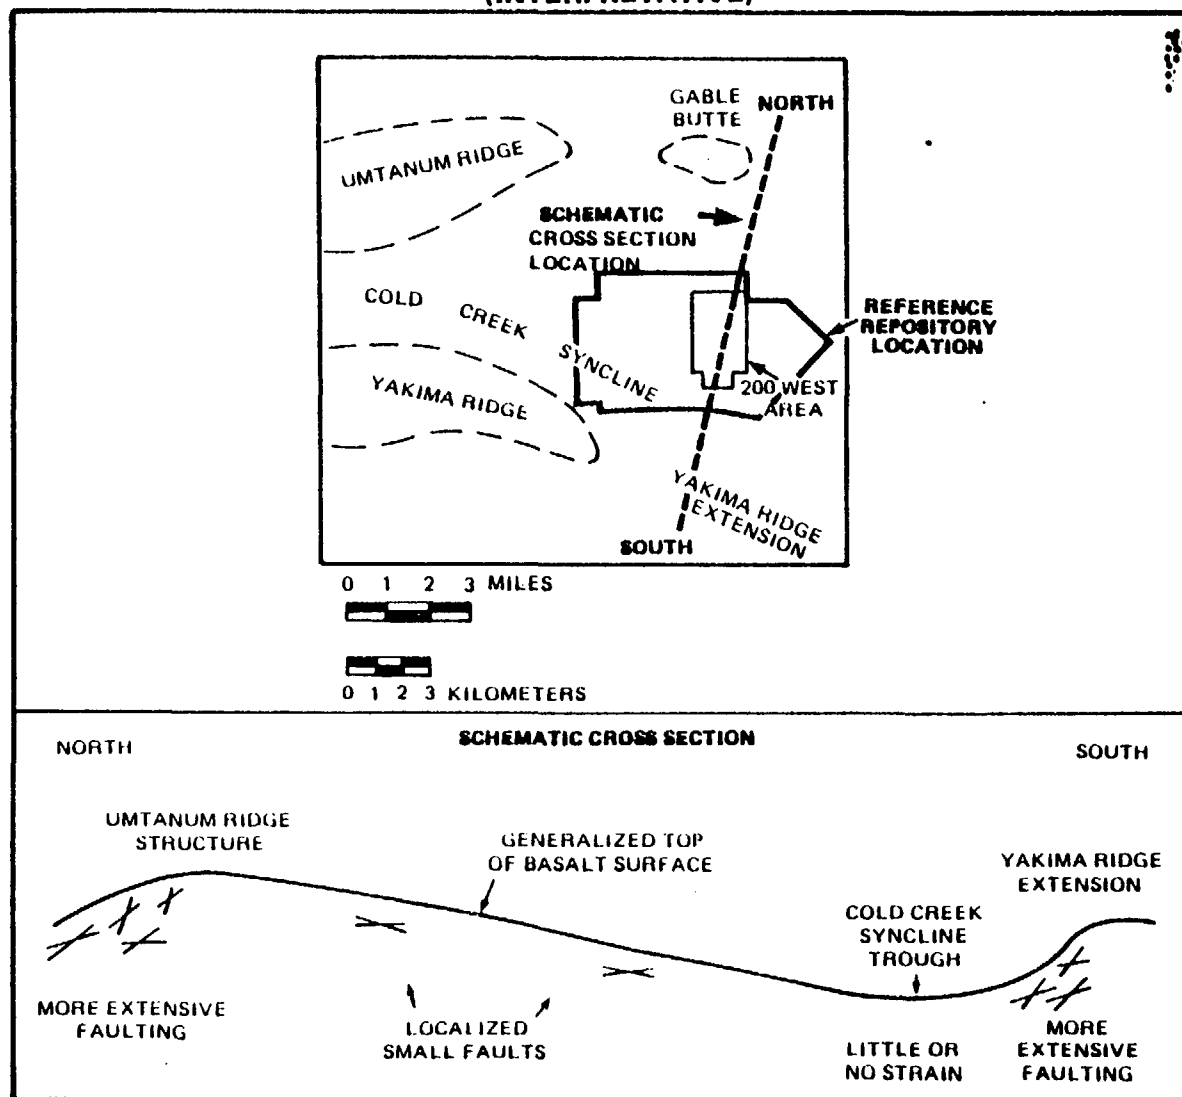 (INTERPRETATIVE)
GABLE
BUTTE
NORTH
UMTANUM RIDGE
SCHEMATIC
CROSS SECTION
LOCATION
COLD CREEK SYNCLINE
REFERENCE
REPOSITORY
LOCATION
YAKIMA RIDGE
200 WEST
AREA
YAKIMA RIDGE
EXTENSION
SOUTH
0 1 2 3 MILES
0 1 2 3 KILOMETERS
SCHEMATIC CROSS SECTION
NORTH
SOUTH
UMTANUM RIDGE
STRUCTURE
GENERALIZED TOP
OF BASALT SURFACE
YAKIMA RIDGE
EXTENSION
COLD CREEK
SYNCLINE
TROUGH
MORE EXTENSIVE
FAULTING
LOCALIZED
SMALL FAULTS
LITTLE OR
NO STRAIN
MORE
EXTENSIVE
FAULTING